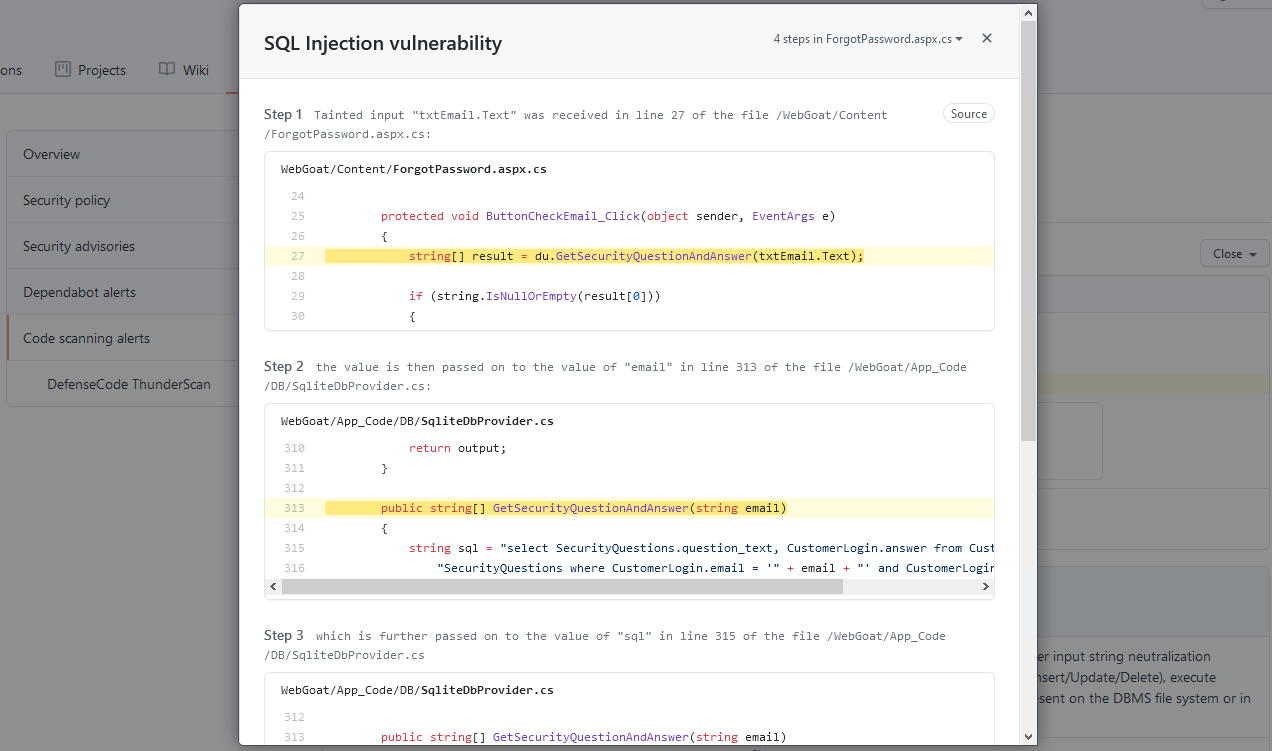 SQL Injection vulnerability
4 steps in ForgotPassword.aspx.cs
ons
Projects
Wiki
Overview
Security policy
Security advisories
Dependabot alerts
Code scanning alerts
DefenseCode ThunderScan
Step 1 Tainted input "txtEmail.Text" was received in line 27 of the file /WebGoat/Content
/ForgotPassword.aspx.cs:
Source
WebGoat/Content/ForgotPassword.aspx.cs
24
25 protected void ButtonCheckEmail_Click(object sender, EventArgs e)
26 {
27 string[] result = du.GetSecurityQuestionAndAnswer(txtEmail.Text);
28
29 if (string.IsNullOrEmpty(result[0]))
30 {
Close
Step 2 the value is then passed on to the value of "email" in line 313 of the file /WebGoat/App_Code
/DB/SqliteDbProvider.cs:
WebGoat/App_Code/DB/SqliteDbProvider.cs
310 return output;
311 }
312
313 public string[] GetSecurityQuestionAndAnswer(string email)
314 {
315 string sql = "select SecurityQuestions.question_text, CustomerLogin.answer from Cust
316 "SecurityQuestions where CustomerLogin.email = '" + email + "' and CustomerLogin
Step 3 which is further passed on to the value of "sql" in line 315 of the file /WebGoat/App_Code
/DB/SqliteDbProvider.cs
WebGoat/App_Code/DB/SqliteDbProvider.cs
312
313 public string[] GetSecurityQuestionAndAnswer(string email)
er input string neutralization
nsert/Update/Delete), execute
sent on the DBMS file system or in